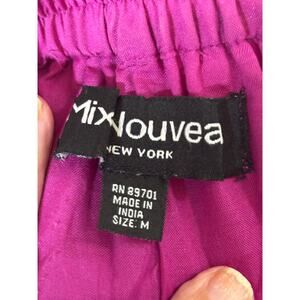 MixNouvea
NEW YORK
RN 89701
MADE IN
INDIA
SIZE: M